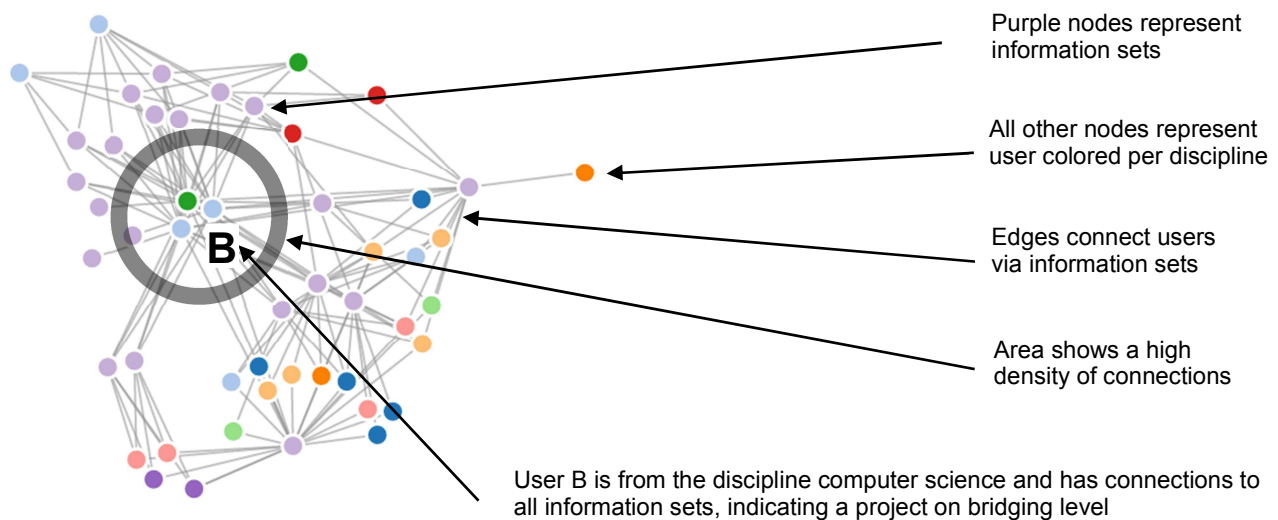 Purple nodes represent
information sets
All other nodes represent
user colored per discipline
Edges connect users
via information sets
B
Area shows a high
density of connections
User B is from the discipline computer science and has connections to
all information sets, indicating a project on bridging level